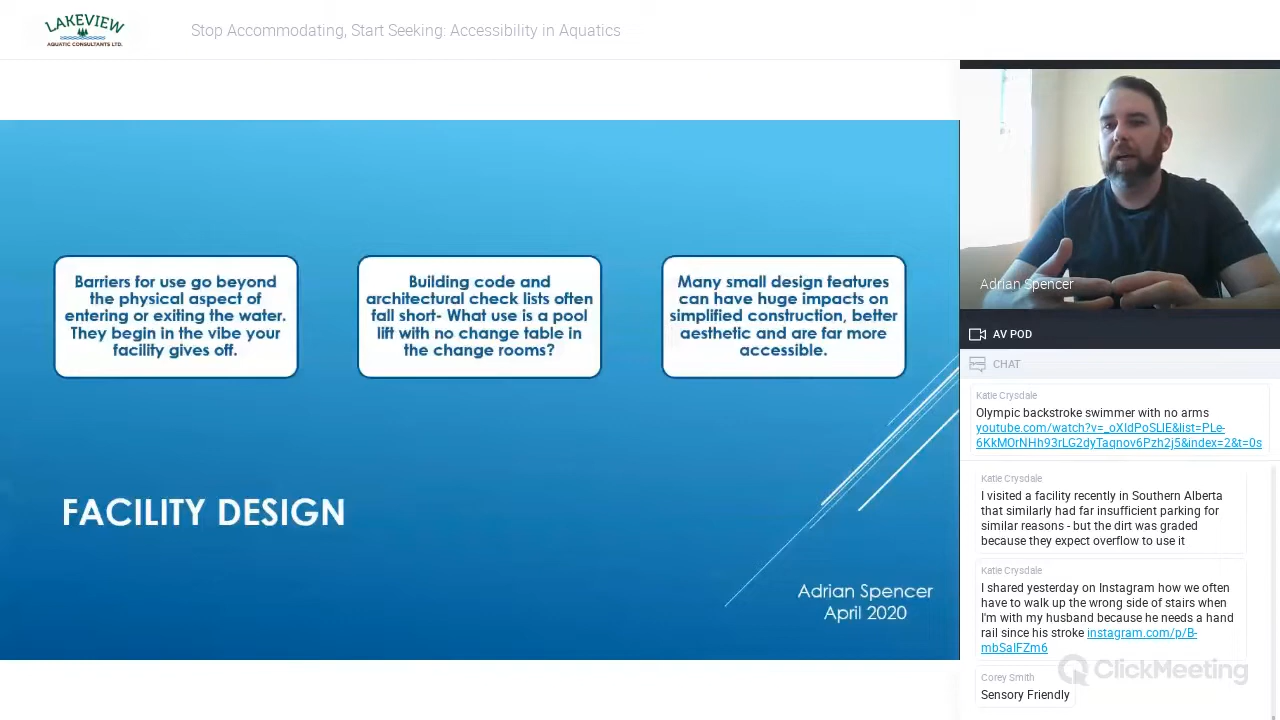 LAKEVIEW
AQUATIC CONSULTANTS LTD.
Stop Accommodating, Start Seeking: Accessibility in Aquatics
Barriers for use go beyond
the physical aspect of
entering or exiting the water.
They begin in the vibe your
facility gives off.
Building code and
architectural check lists often
fall short- What use is a pool
lift with no change table in
the change rooms?
Many small design features
can have huge impacts on
simplified construction, better
aesthetic and are far more
accessible.
FACILITY DESIGN
Adrian Spencer
April 2020
Adrian Spencer
AV POD
CHAT
Katie Crysdale
Olympic backstroke swimmer with no arms
youtube.com/watch?v=_oXIdPoSLlE&list=PLe-
6KkMOrNHh93rLG2dyTaqnov6Pzh2j5&index=2&t=0s
Katie Crysdale
I visited a facility recently in Southern Alberta
that similarly had far insufficient parking for
similar reasons - but the dirt was graded
because they expect overflow to use it
Katie Crysdale
I shared yesterday on Instagram how we often
have to walk up the wrong side of stairs when
I'm with my husband because he needs a hand
rail since his stroke instagram.com/p/B-
mbSaIFZm6
Corey Smith
Sensory Friendly
ClickMeeting